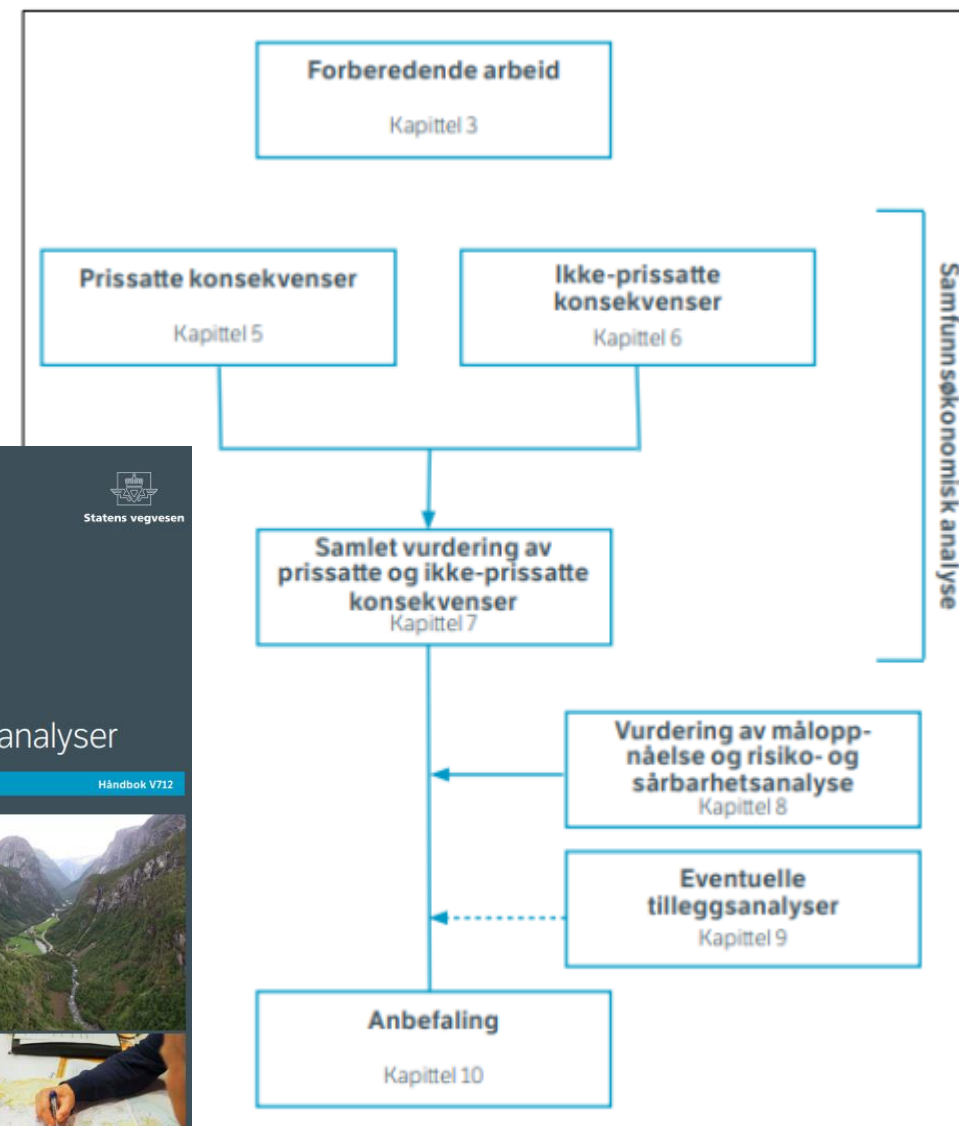 Forberedende arbeid
Kapittel 3
Prissatte konsekvenser
Kapittel 5
Ikke-prissatte
konsekvenser
Kapittel 6
Samfunnsøkonomisk analyse
Samlet vurdering av
prissatte og ikke-prissatte
konsekvenser
Kapittel 7
Vurdering av målopp-
nåelse og risiko- og
sårbarhetsanalyse
Kapittel 8
Eventuelle
tilleggsanalyser
Kapittel 9
Anbefaling
Kapittel 10
Statens vegvesen
analyser
Håndbok V712